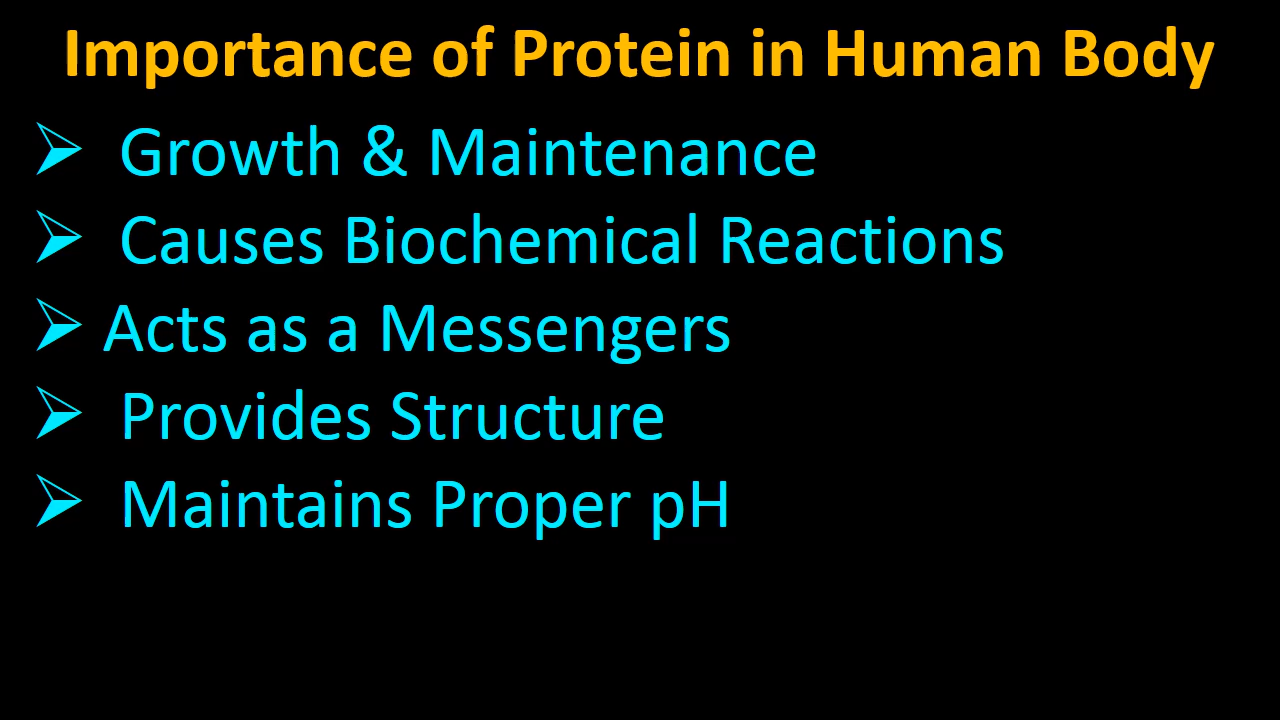 Importance of Protein in Human Body
➢ Growth & Maintenance
➢ Causes Biochemical Reactions
➢ Acts as a Messengers
➢ Provides Structure
➢ Maintains Proper pH